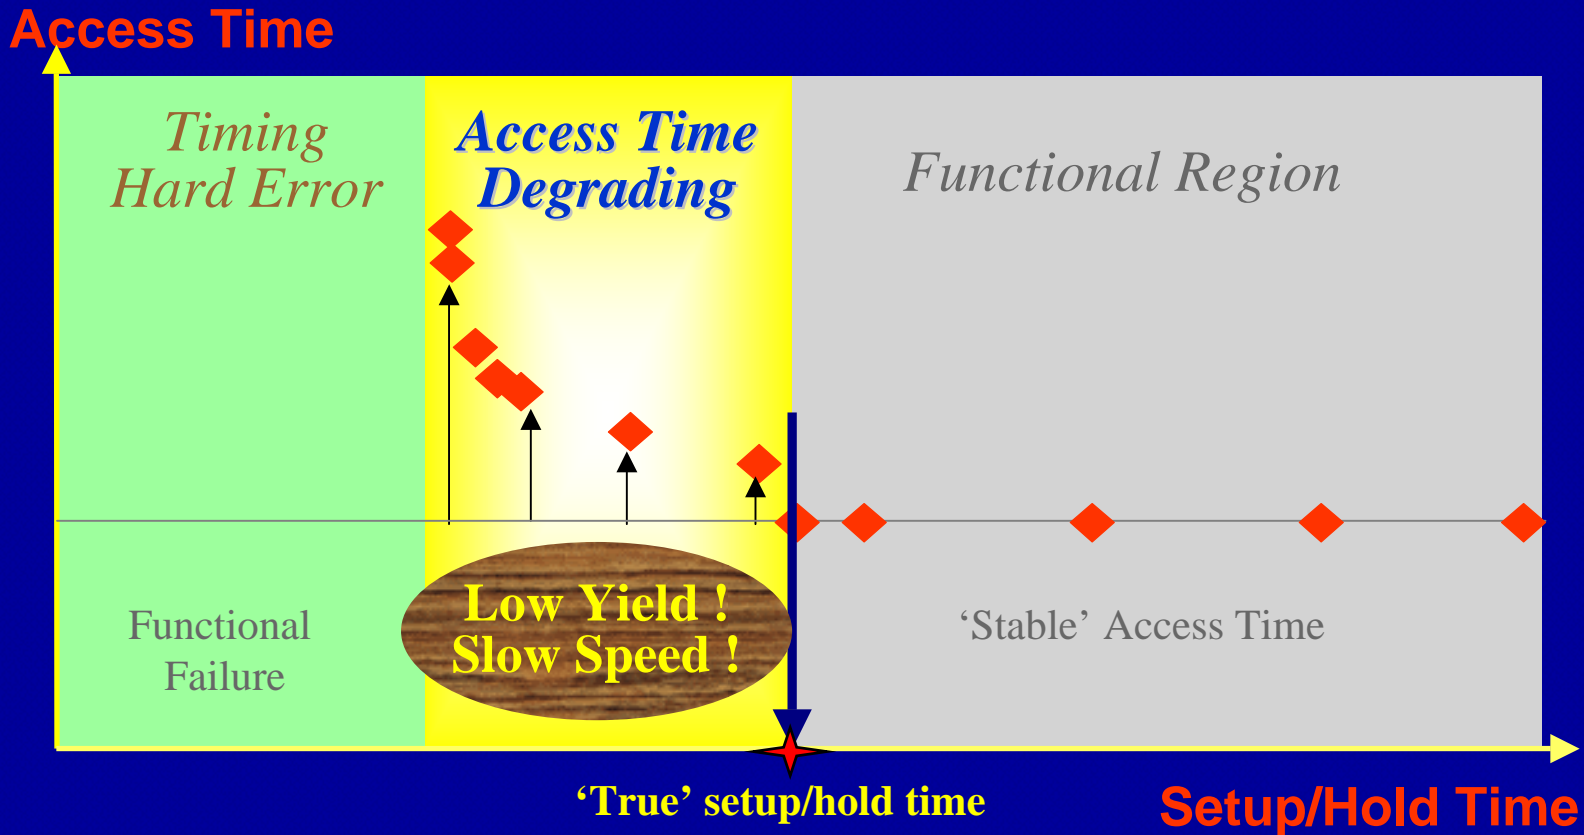 Access Time
Timing
Hard Error
Access Time
Degrading
Functional Region
Low Yield !
Slow Speed !
Functional
Failure
‘Stable’ Access Time
‘True’ setup/hold time
Setup/Hold Time